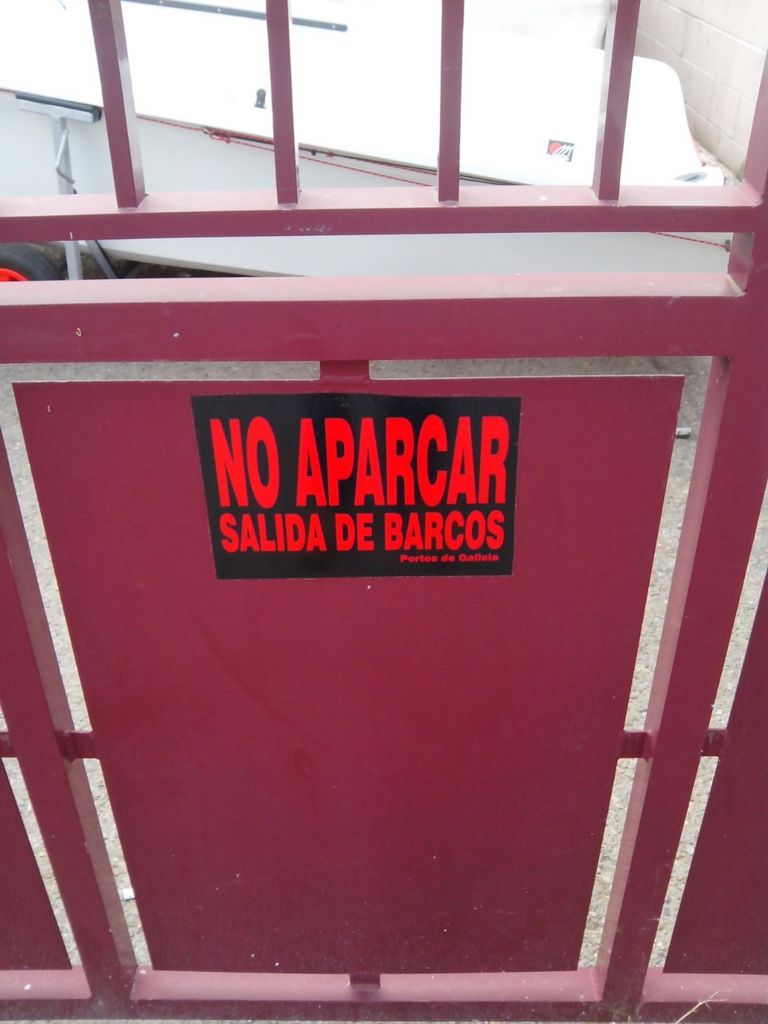 NO APARCAR
SALIDA DE BARCOS
Portos de Galicia